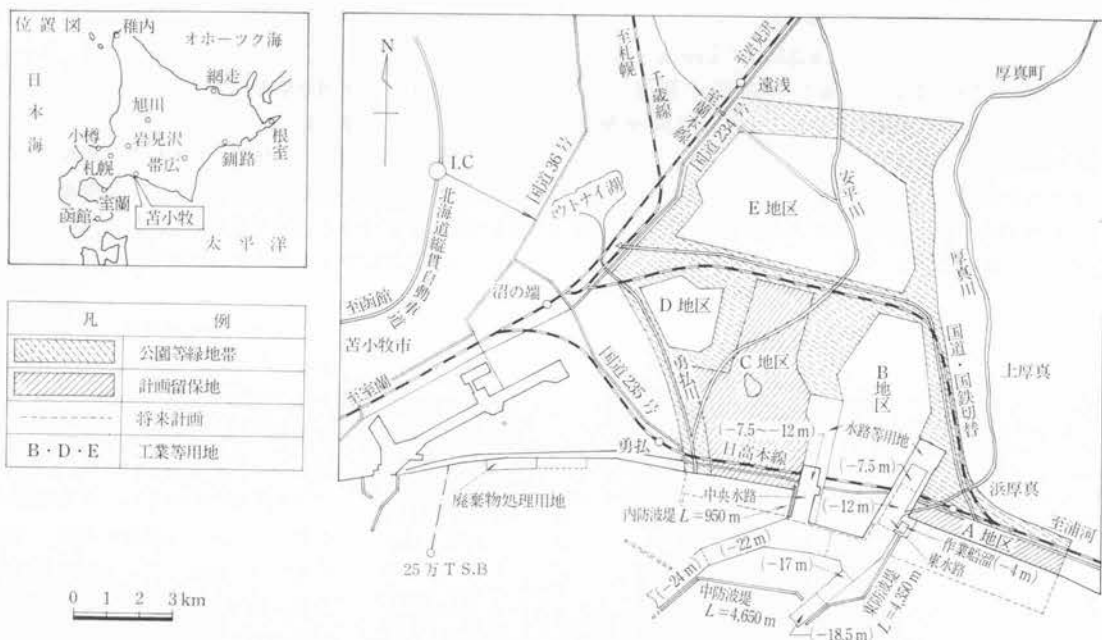 位置図
稚内
オホーツク海
日本海
網走
旭川
小樽
岩見沢
根室
札幌
帯広
釧路
室蘭
函館
苫小牧
太平洋
凡例
公園等緑地帯
計画留保地
将来計画
B・D・E 工業等用地
0 1 2 3km
N
I.C
国道36号
至札幌
千歳線
至岩見沢
室蘭本線
国道234号
遠浅
厚真町
ウトナイ湖
安平川
E地区
北海道縦貫自動車道
至函館
沼の端
D地区
厚真川
苫小牧市
国道235号
勇払川
C地区
B地区
国道・国鉄切替
上厚真
至室蘭
(-7.5~-12m)
水路等用地
勇払
日高本線
(-7.5m)
浜厚真
廃棄物処理用地
中央水路
(-12m)
至浦河
内防波堤 L=950m
A地区
25万T S.B
(-22m)
作業船溜(-4m)
(-17m)
東水路
(-24m)
中防波堤
L=4,650m
東防波堤
L=4,350m
(-18.5m)